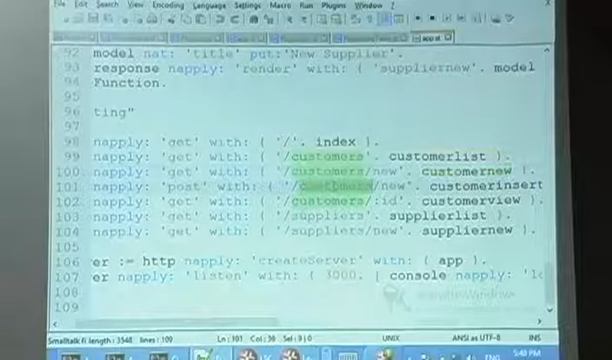 File Edit Search View Encoding Language Settings Macro Run Plugins Window ?
92 model nat: 'title' put:'New Supplier'.
93 response napply: 'render' with: { 'suppliernew'. model
94 Function.
95
96 ting"
97
98 napply: 'get' with: { '/'. index }.
99 napply: 'get' with: { '/customers'. customerlist }.
100 napply: 'get' with: { '/customers/new'. customernew }.
101 napply: 'post' with: { '/customers/new'. customerinsert
102 napply: 'get' with: { '/customers/:id'. customerview }.
103 napply: 'get' with: { '/suppliers'. supplierlist }.
104 napply: 'get' with: { '/suppliers/new'. suppliernew }.
105
106 er := http napply: 'createServer' with: { app }.
107 er napply: 'listen' with: { 3000. [ console napply: 'lo
108
109
Smalltalk fi length : 3548 lines : 109 Ln : 101 Col : 30 Sel : 9 | 0 UNIX ANSI as UTF-8 INS
5:40 PM